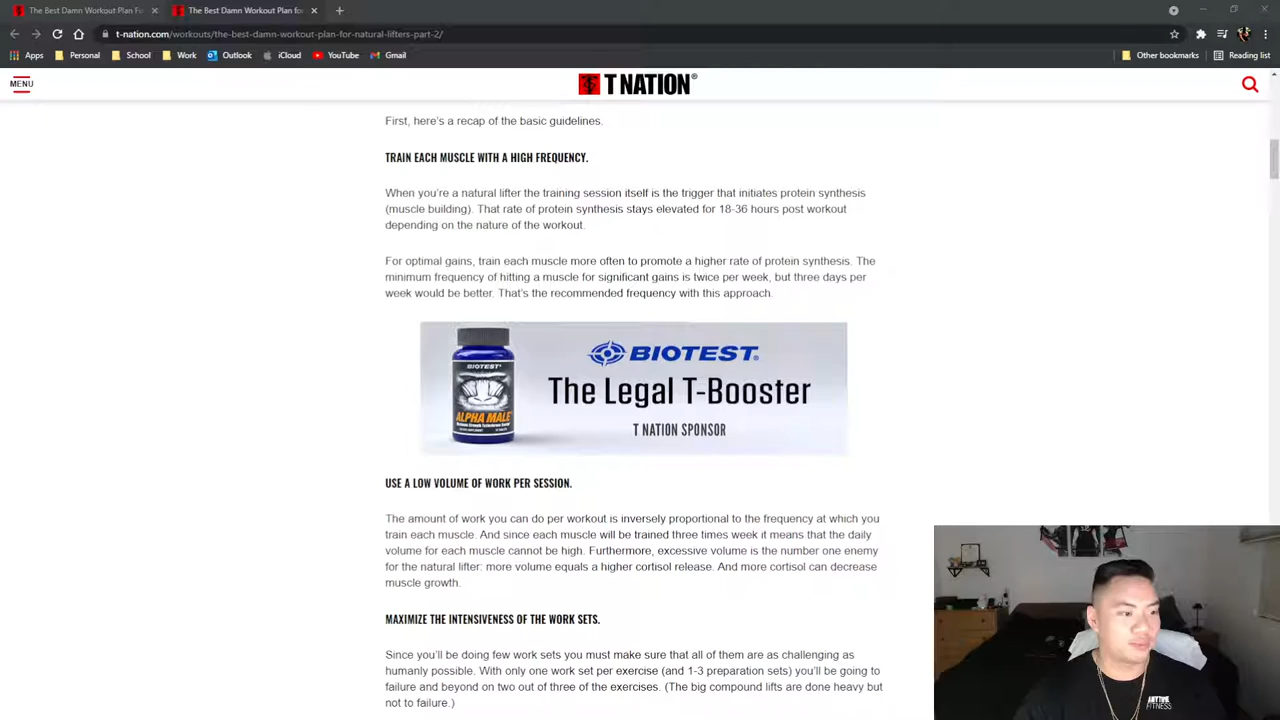 The Best Damn Workout Plan Fu
The Best Damn Workout Plan for
t-nation.com/workouts/the-best-damn-workout-plan-for-natural-lifters-part-2/
Apps Personal School Work Outlook iCloud YouTube Gmail Other bookmarks Reading list
MENU
T NATION®
First, here's a recap of the basic guidelines.
TRAIN EACH MUSCLE WITH A HIGH FREQUENCY.
When you're a natural lifter the training session itself is the trigger that initiates protein synthesis
(muscle building). That rate of protein synthesis stays elevated for 18-36 hours post workout
depending on the nature of the workout.
For optimal gains, train each muscle more often to promote a higher rate of protein synthesis. The
minimum frequency of hitting a muscle for significant gains is twice per week, but three days per
week would be better. That's the recommended frequency with this approach.
BIOTEST
ALPHA MALE
BIOTEST®
The Legal T-Booster
T NATION SPONSOR
USE A LOW VOLUME OF WORK PER SESSION.
The amount of work you can do per workout is inversely proportional to the frequency at which you
train each muscle. And since each muscle will be trained three times week it means that the daily
volume for each muscle cannot be high. Furthermore, excessive volume is the number one enemy
for the natural lifter: more volume equals a higher cortisol release. And more cortisol can decrease
muscle growth.
MAXIMIZE THE INTENSIVENESS OF THE WORK SETS.
Since you'll be doing few work sets you must make sure that all of them are as challenging as
humanly possible. With only one work set per exercise (and 1-3 preparation sets) you'll be going to
failure and beyond on two out of three of the exercises. (The big compound lifts are done heavy but
not to failure.)
ANYTIME
FITNESS